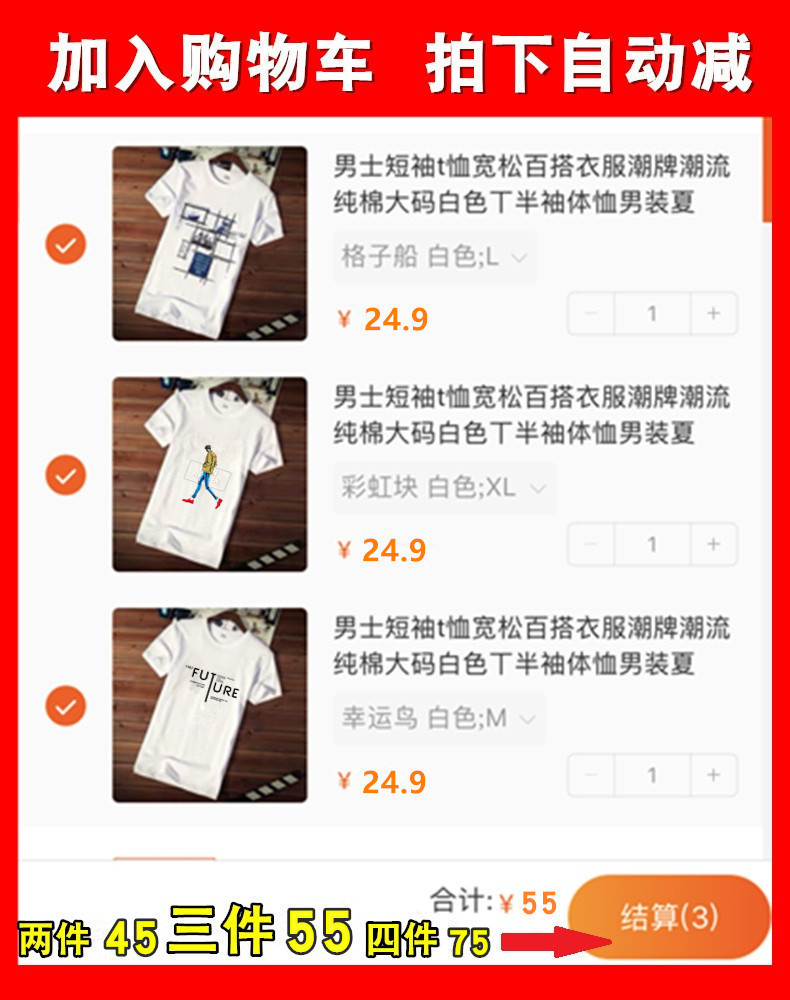 加入购物车 拍下自动减
男士短袖t恤宽松百搭衣服潮牌潮流
纯棉大码白色丅半袖体恤男装夏
格子船 白色;L
¥ 24.9
− 1 +
男士短袖t恤宽松百搭衣服潮牌潮流
纯棉大码白色丅半袖体恤男装夏
彩虹块 白色;XL
¥ 24.9
− 1 +
FUTURE
男士短袖t恤宽松百搭衣服潮牌潮流
纯棉大码白色丅半袖体恤男装夏
幸运鸟 白色;M
¥ 24.9
− 1 +
合计:¥ 55
结算(3)
两件 45 三件 55 四件 75